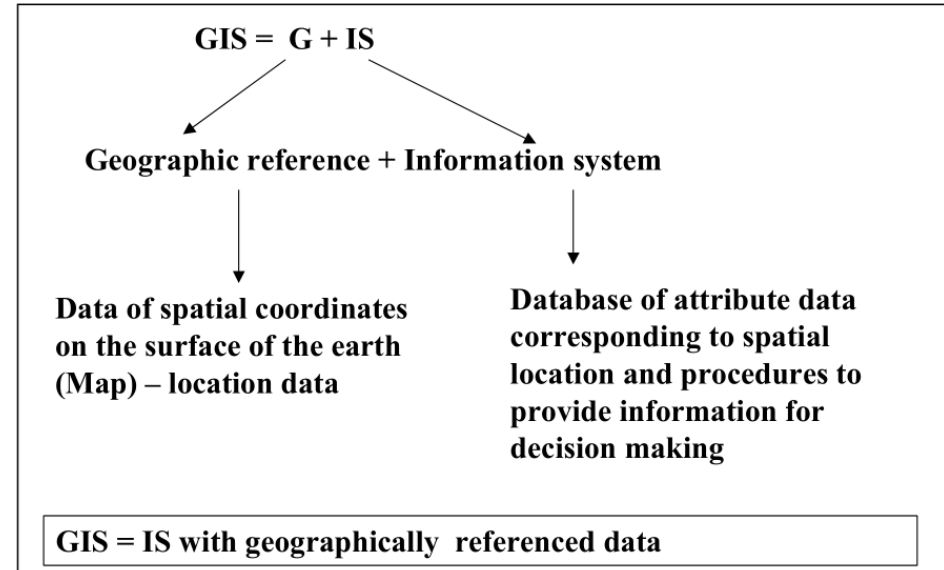 GIS = G + IS
Geographic reference + Information system
Data of spatial coordinates
on the surface of the earth
(Map) – location data
Database of attribute data
corresponding to spatial
location and procedures to
provide information for
decision making
GIS = IS with geographically referenced data